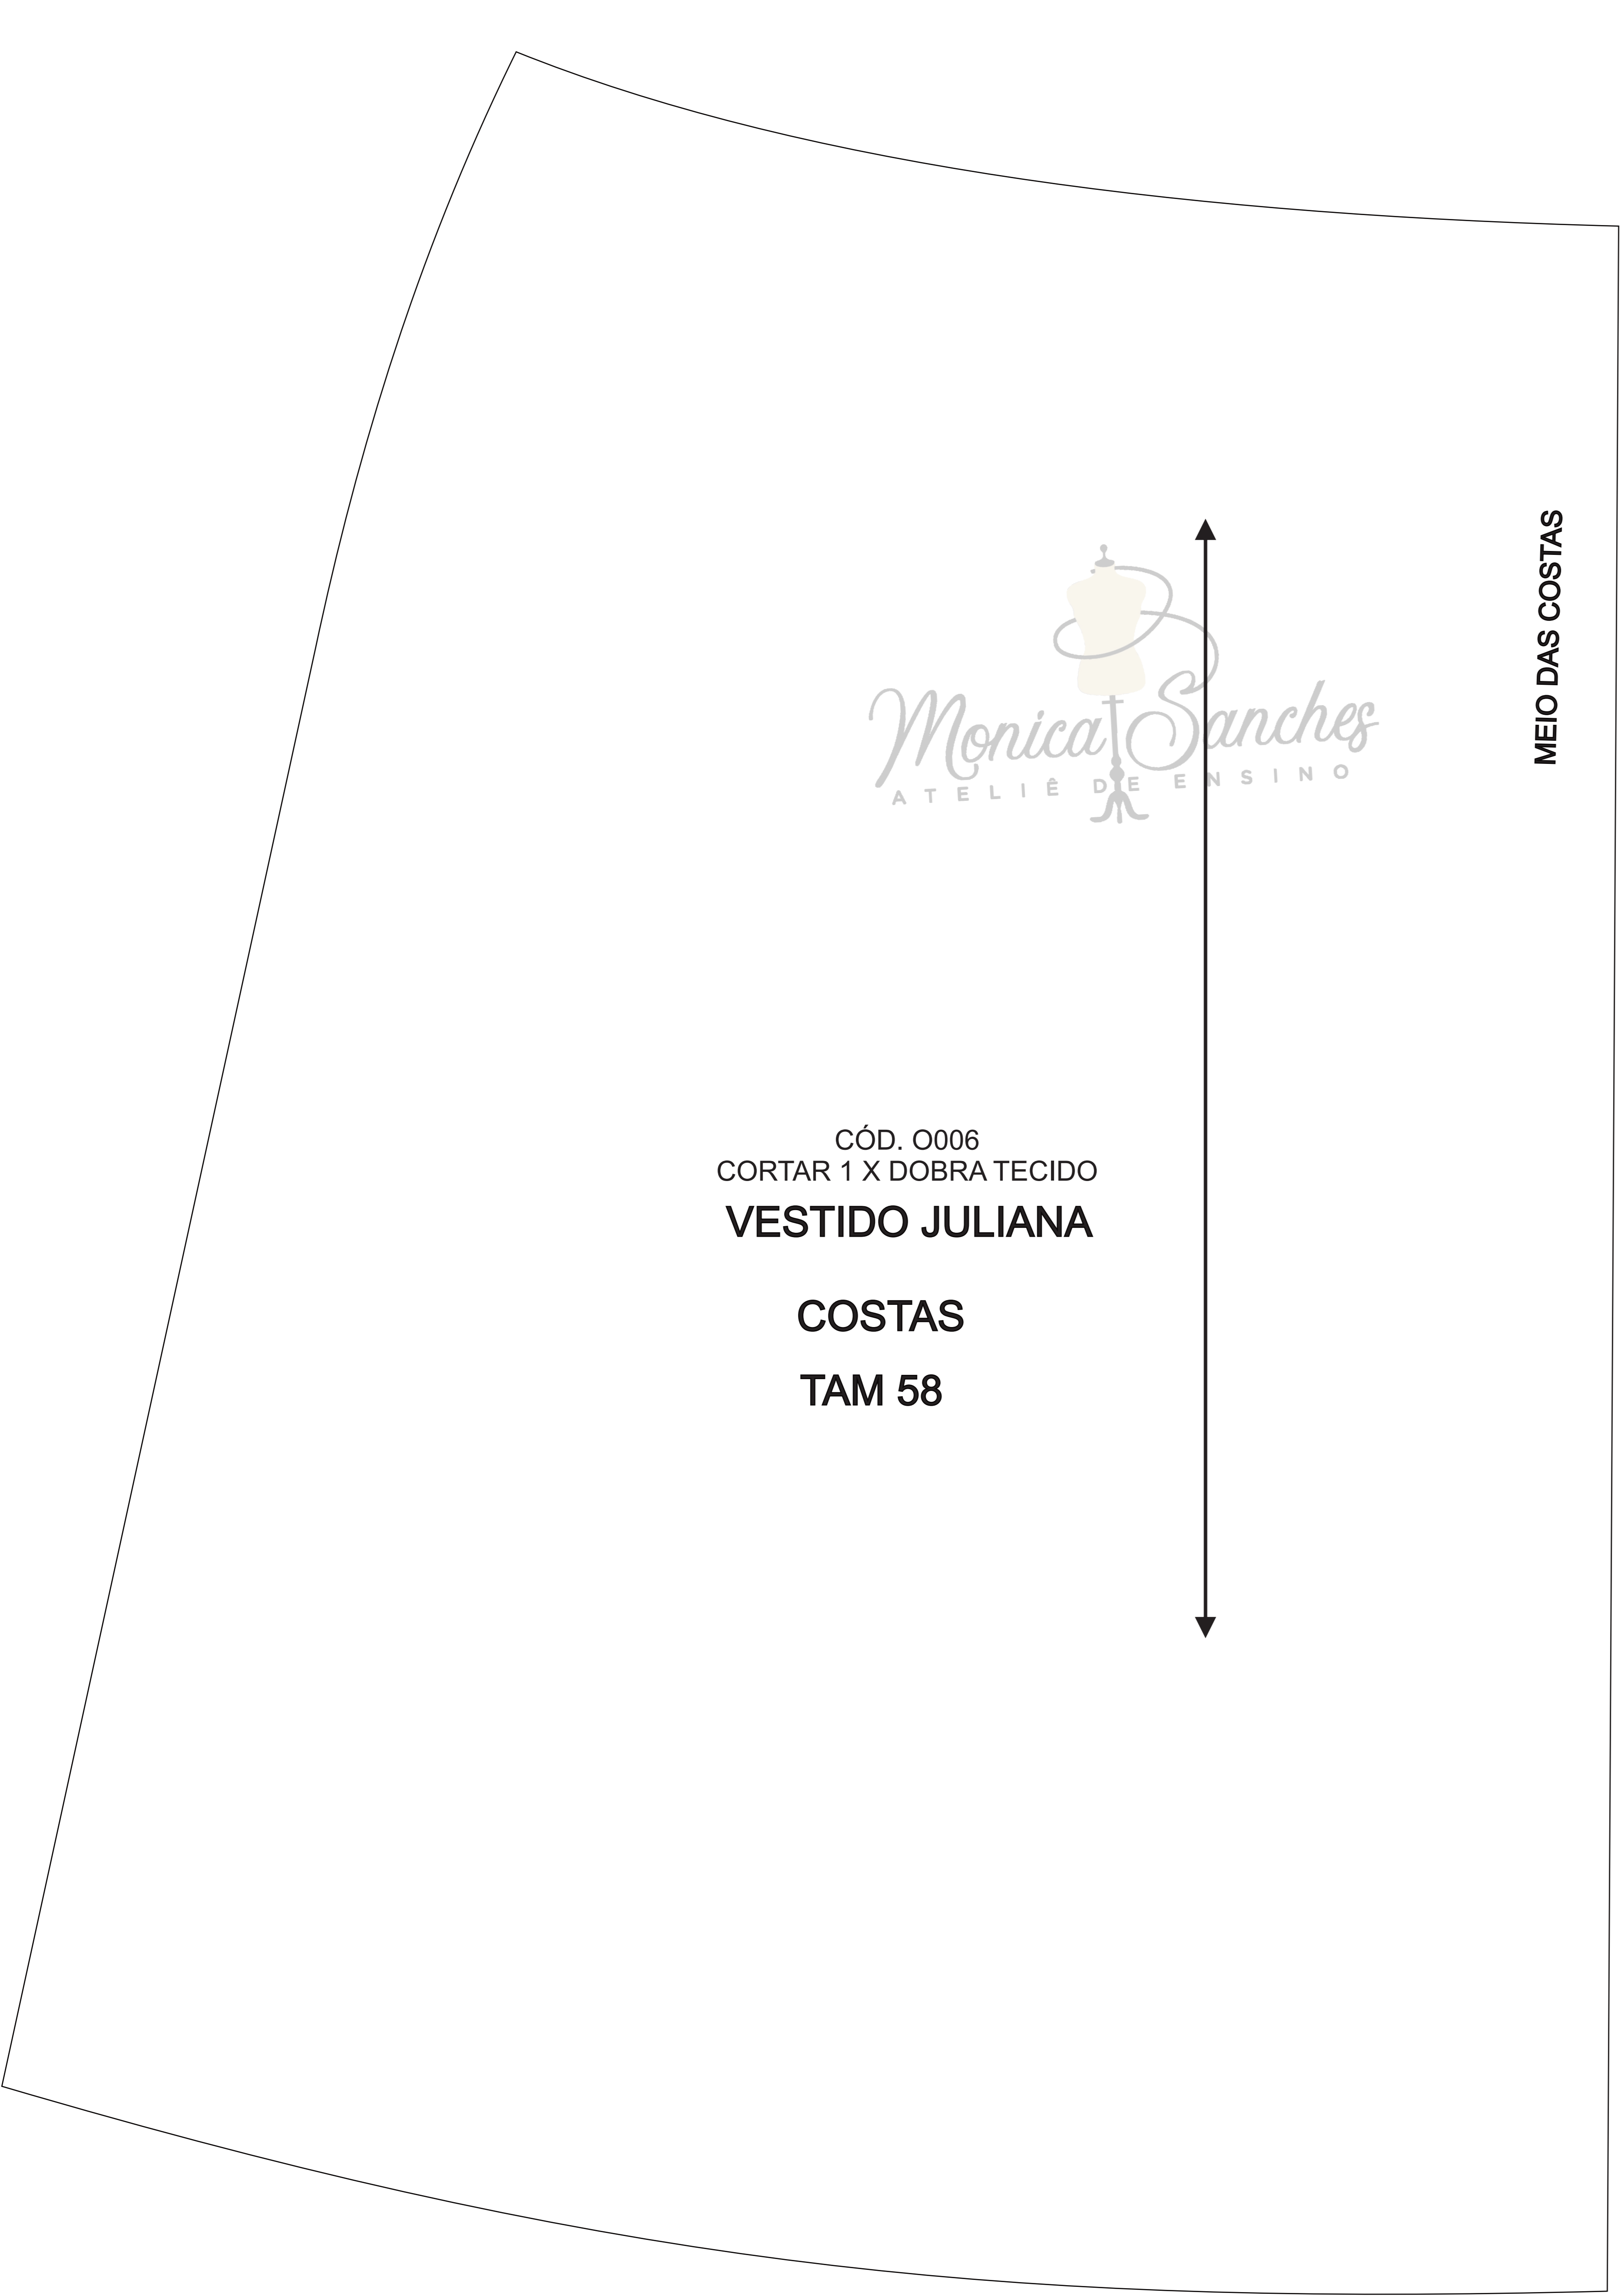 MEIO DAS COSTAS
Monica Sanches
ATELIÊ DE ENSINO
CÓD. O006
CORTAR 1 X DOBRA TECIDO
VESTIDO JULIANA
COSTAS
TAM 58